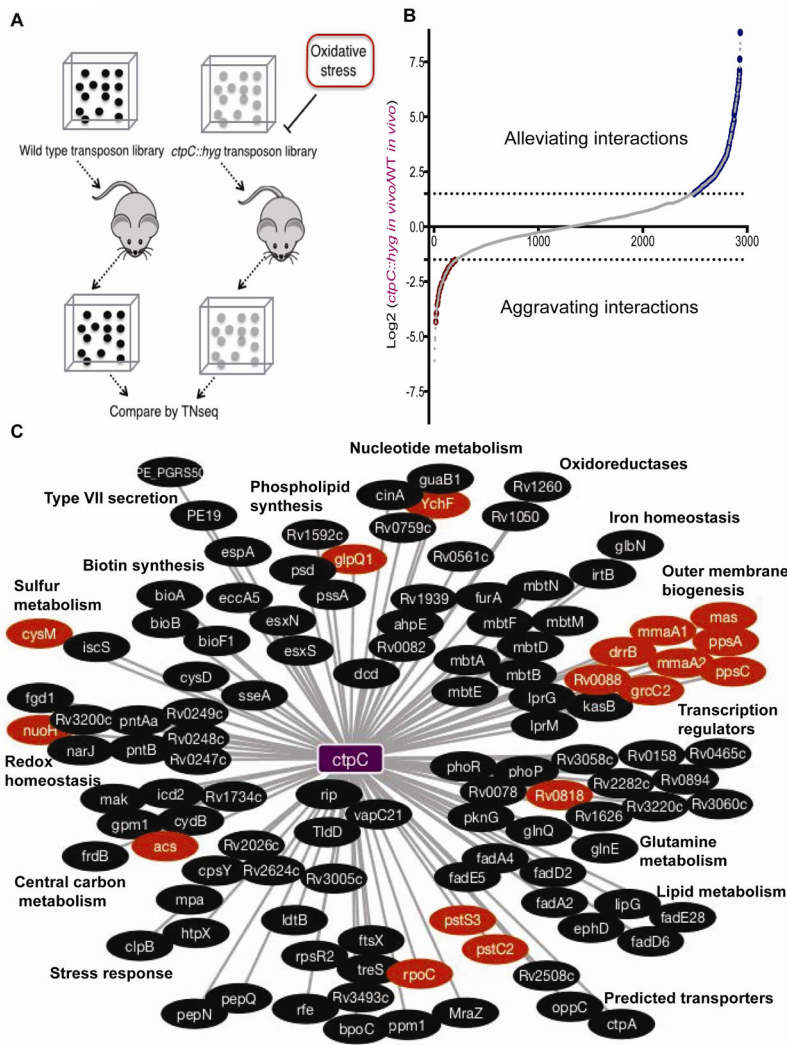 A
Oxidative
stress
Wild type transposon library
ctpC::hyg transposon library
Compare by TNseq
B
Log2 (ctpC::hyg in vivo/WT in vivo)
7.5
5.0
2.5
0.0
-2.5
-5.0
-7.5
0
1000
2000
3000
Alleviating interactions
Aggravating interactions
C
Nucleotide metabolism
Oxidoreductases
PE_PGRS50
guaB1
cinA
YchF
Rv1260
Type VII secretion
Phospholipid
synthesis
PE19
Rv0759c
Rv1050
Iron homeostasis
Rv1592c
glpQ1
espA
Rv0561c
glbN
Biotin synthesis
psd
irtB
Outer membrane
biogenesis
Sulfur
metabolism
bioA
eccA5
pssA
Rv1939
furA
mbtN
mas
bioB
esxN
ahpE
mbtF
mbtM
mmaA1
cysM
iscS
bioF1
esxS
Rv0082
mbtD
drrB
ppsA
cysD
dcd
mbtA
mmaA2
ppsC
sseA
mbtE
mbtB
Rv0088
grcC2
fgd1
lprG
kasB
nuoH
Rv3200c
pntAa
Rv0249c
lprM
Transcription
regulators
narJ
pntB
Rv0248c
Rv0247c
Redox
homeostasis
ctpC
phoR
phoP
Rv3058c
Rv0158
Rv0465c
Rv0078
Rv0818
Rv2282c
Rv0894
mak
icd2
Rv1734c
rip
vapC21
pknG
Rv1626
Rv3220c
Rv3060c
gpm1
cydB
TldD
glnQ
glnE
Glutamine
metabolism
frdB
acs
Rv2026c
fadA4
Central carbon
metabolism
cpsY
Rv2624c
Rv3005c
fadE5
fadD2
Lipid metabolism
mpa
ldtB
fadA2
lipG
fadE28
clpB
htpX
pstS3
ephD
fadD6
ftsX
pstC2
Stress response
rpsR2
treS
rpoC
Rv2508c
pepQ
Rv3493c
Predicted transporters
pepN
rfe
MraZ
oppC
bpoC
ppm1
ctpA